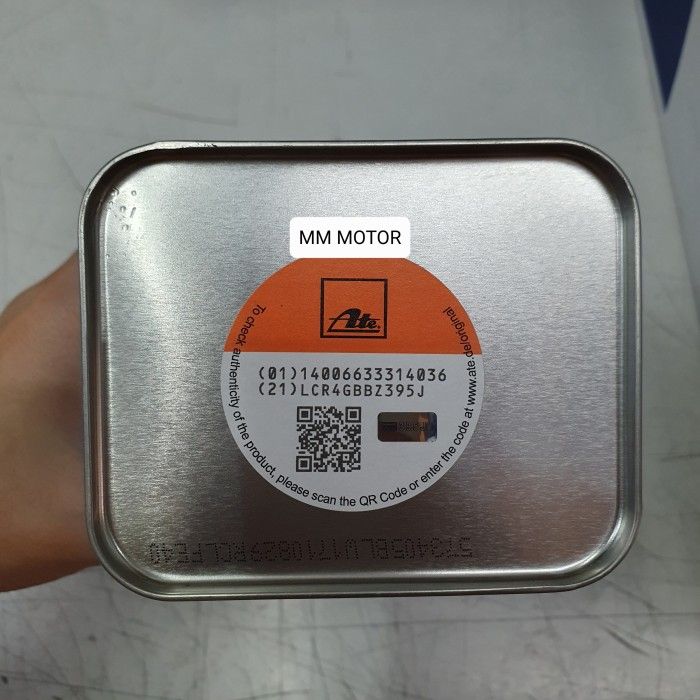 MM MOTOR
Ate
(01)14006633314036
(21)LCR4GBBZ395J
To check authenticity of the product, please scan the QR Code or enter the code at www.ate.de/original